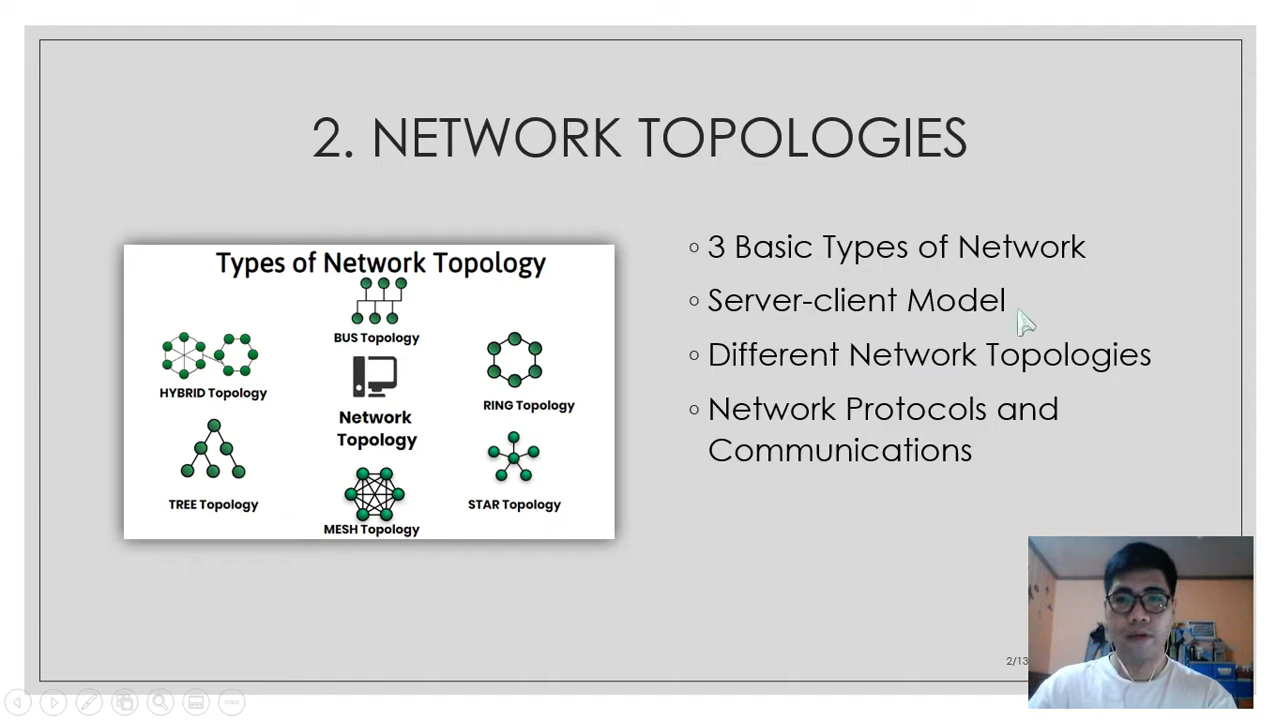 2. NETWORK TOPOLOGIES
Types of Network Topology
BUS Topology
HYBRID Topology
RING Topology
Network
Topology
TREE Topology
STAR Topology
MESH Topology
◦ 3 Basic Types of Network
◦ Server-client Model
◦ Different Network Topologies
◦ Network Protocols and
Communications
2/13